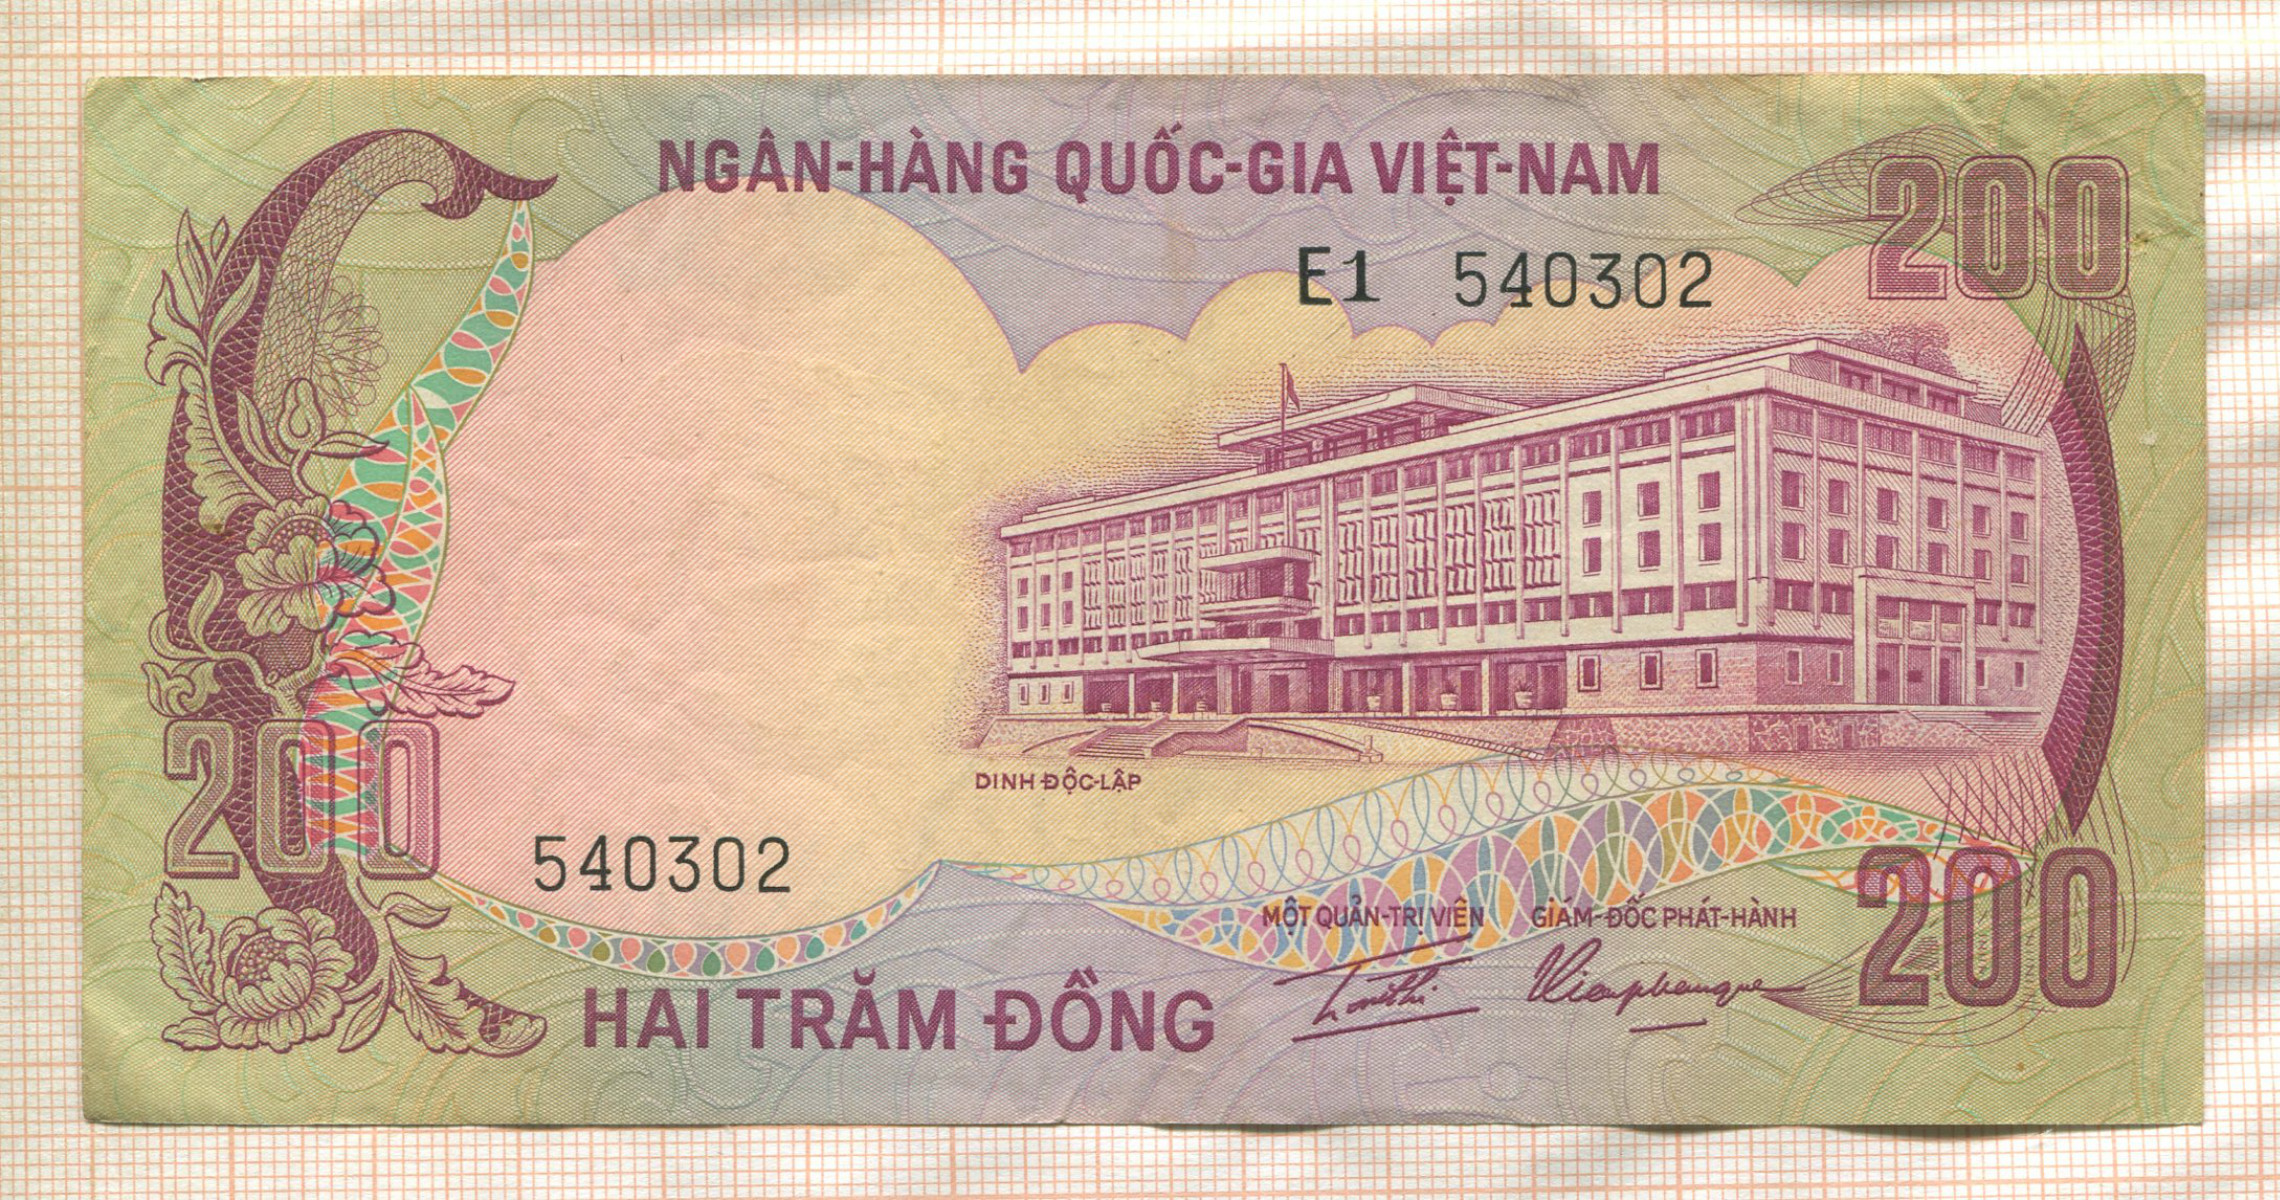 NGÂN-HÀNG QUỐC-GIA VIỆT-NAM
200
E1 540302
DINH ĐỘC-LẬP
200
540302
MỘT QUẢN-TRỊ VIÊN GIÁM-ĐỐC PHÁT-HÀNH
200
HAI TRĂM ĐỒNG